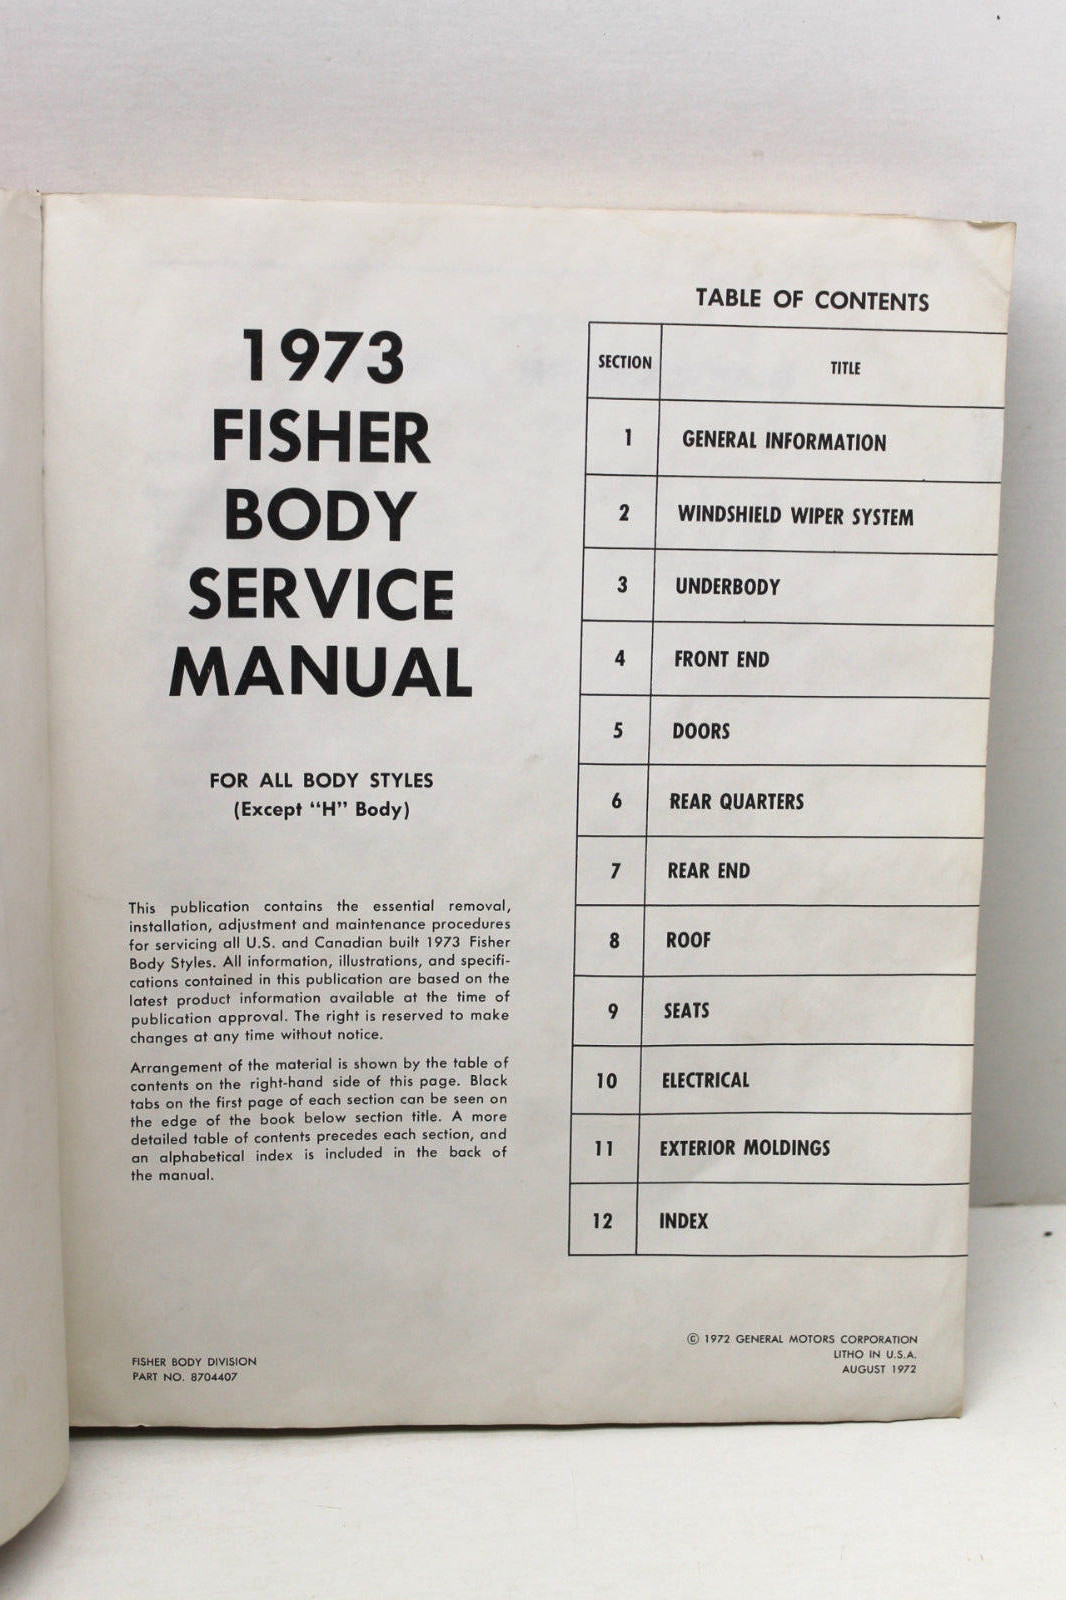 1973
FISHER
BODY
SERVICE
MANUAL
FOR ALL BODY STYLES
(Except "H" Body)
This publication contains the essential removal,
installation, adjustment and maintenance procedures
for servicing all U.S. and Canadian built 1973 Fisher
Body Styles. All information, illustrations, and specifi-
cations contained in this publication are based on the
latest product information available at the time of
publication approval. The right is reserved to make
changes at any time without notice.
Arrangement of the material is shown by the table of
contents on the right-hand side of this page. Black
tabs on the first page of each section can be seen on
the edge of the book below section title. A more
detailed table of contents precedes each section, and
an alphabetical index is included in the back of
the manual.
FISHER BODY DIVISION
PART NO. 8704407
TABLE OF CONTENTS
SECTION TITLE
1 GENERAL INFORMATION
2 WINDSHIELD WIPER SYSTEM
3 UNDERBODY
4 FRONT END
5 DOORS
6 REAR QUARTERS
7 REAR END
8 ROOF
9 SEATS
10 ELECTRICAL
11 EXTERIOR MOLDINGS
12 INDEX
© 1972 GENERAL MOTORS CORPORATION
LITHO IN U.S.A.
AUGUST 1972